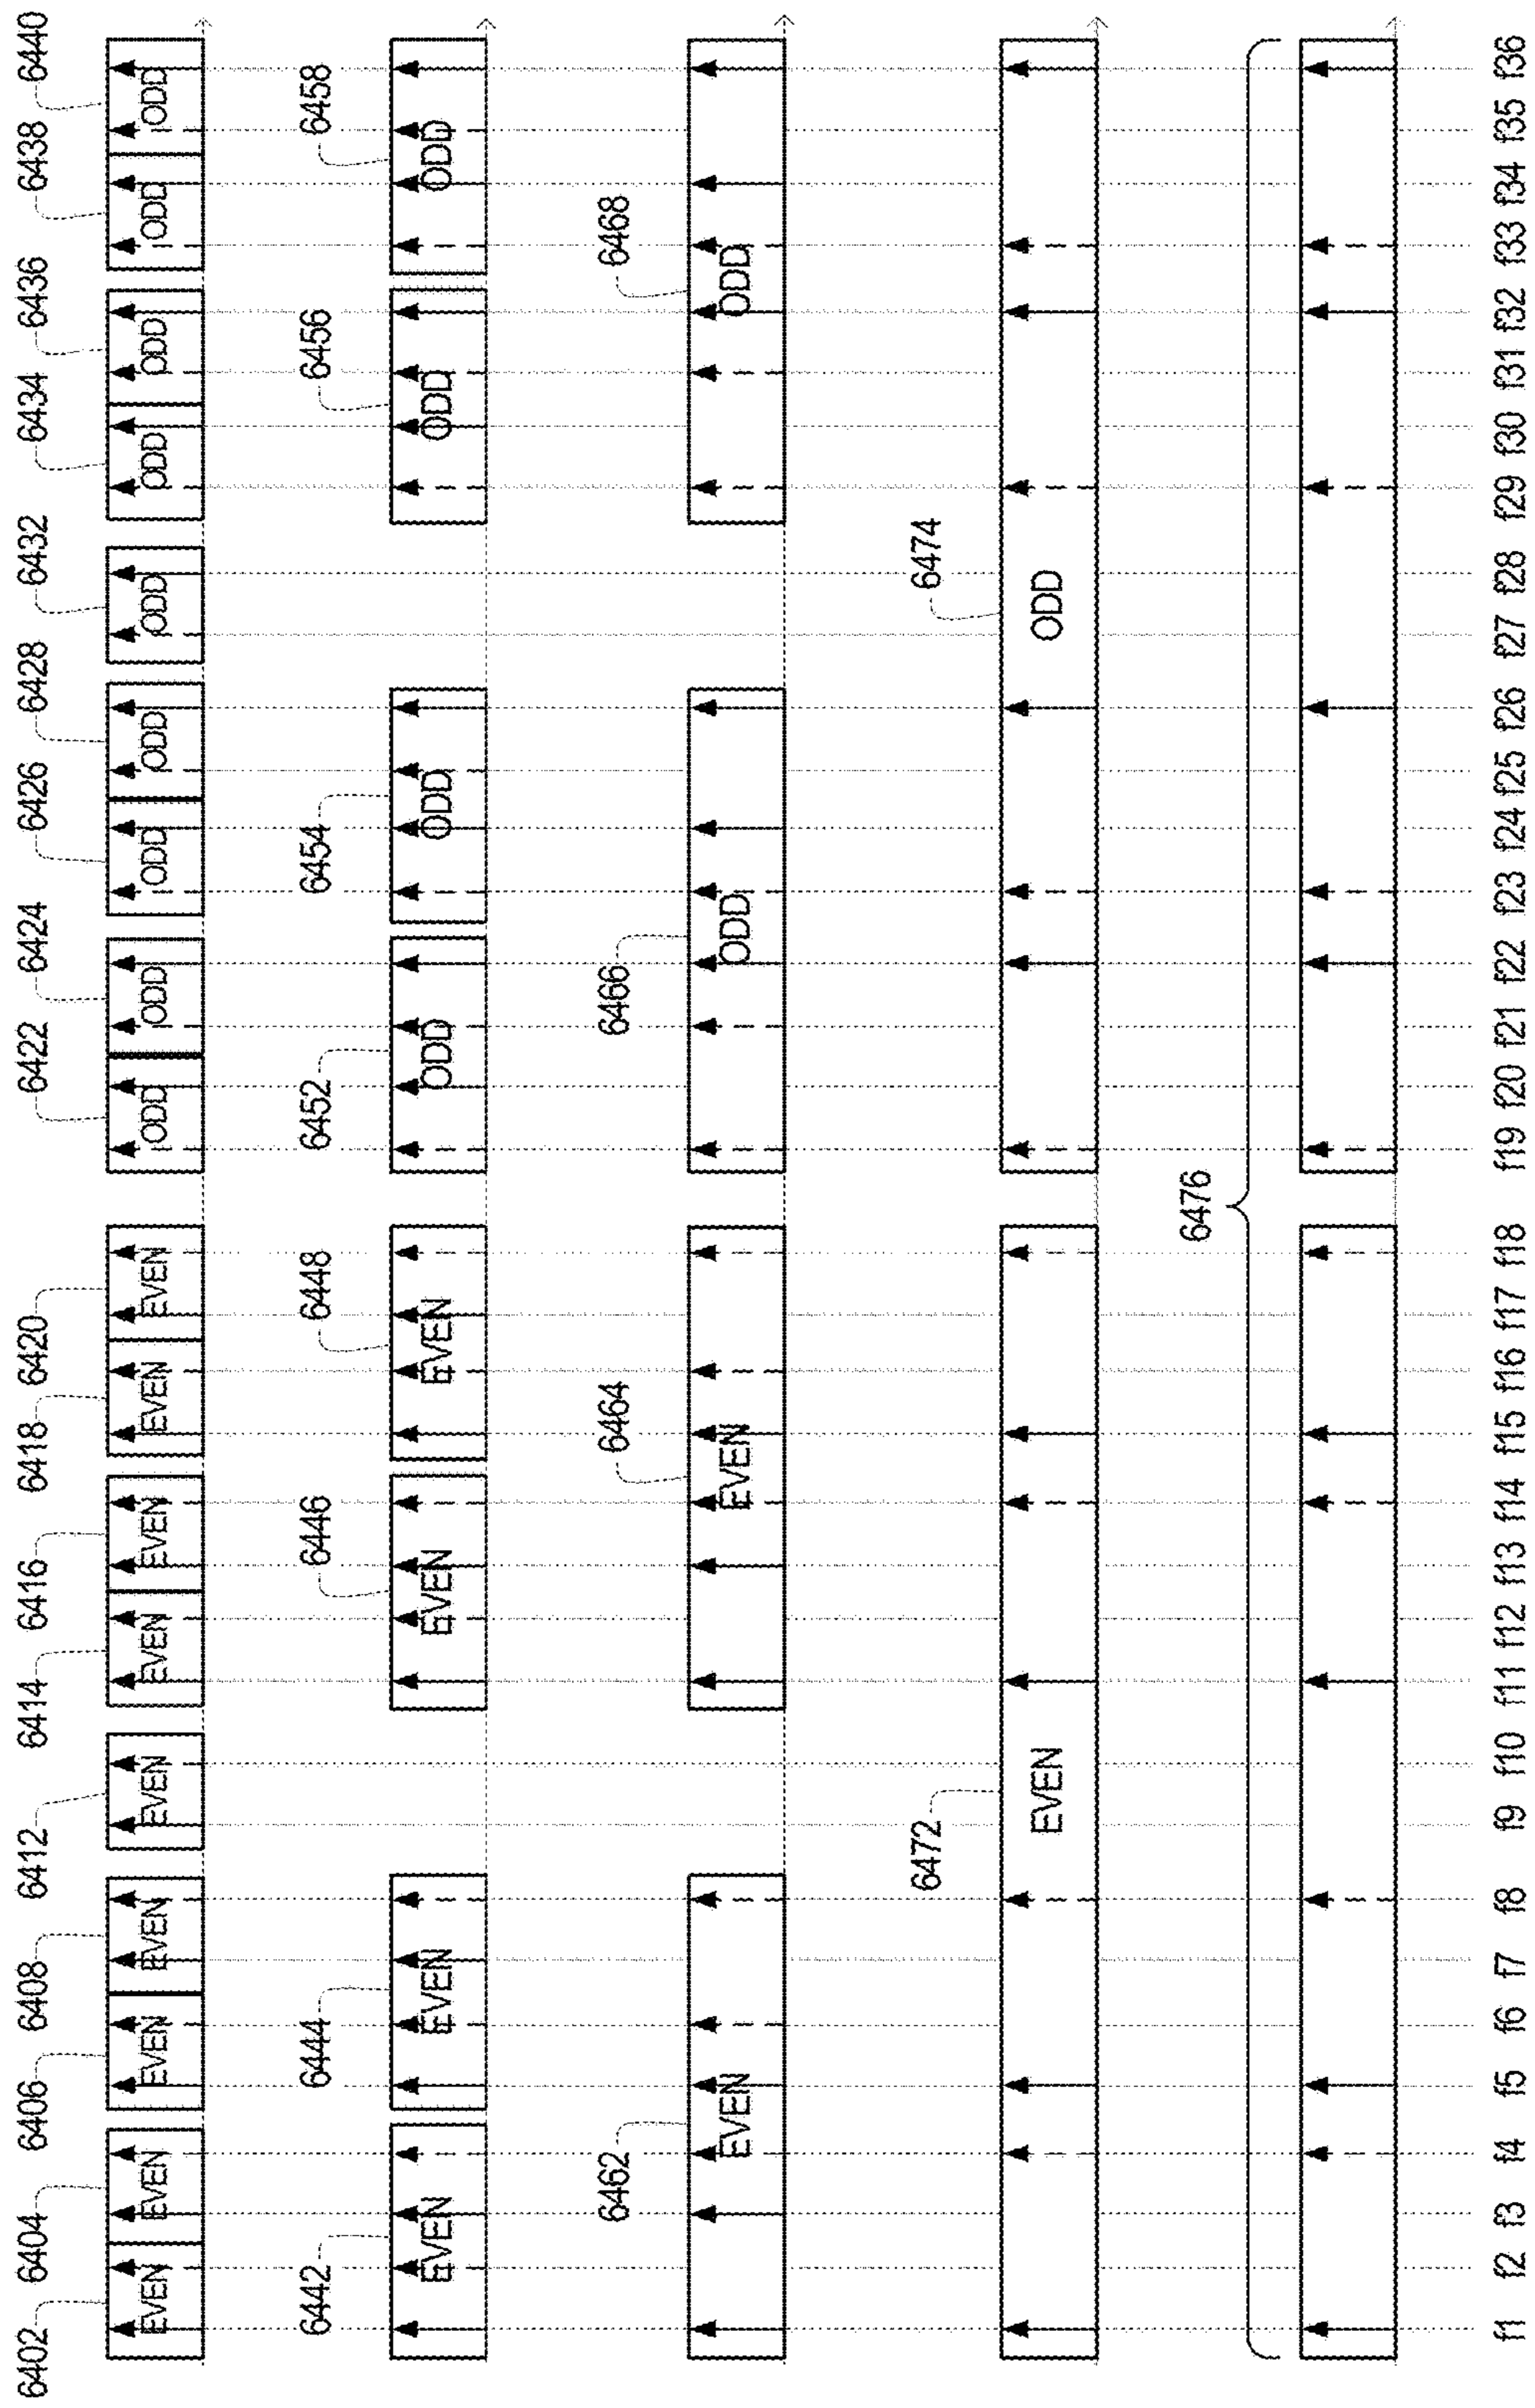 6402 6404 6406 6408 6412 6414 6416 6418 6420 6422 6424 6426 6428 6432 6434 6436 6438 6440
EVEN EVEN EVEN EVEN EVEN EVEN EVEN EVEN EVEN ODD ODD ODD ODD ODD ODD ODD ODD ODD
6442 6444 6446 6448 6452 6454 6456 6458
EVEN EVEN EVEN EVEN ODD ODD ODD ODD
6462 6464 6466 6468
EVEN EVEN ODD ODD
6472 6474
EVEN ODD
6476
f1 f2 f3 f4 f5 f6 f7 f8 f9 f10 f11 f12 f13 f14 f15 f16 f17 f18 f19 f20 f21 f22 f23 f24 f25 f26 f27 f28 f29 f30 f31 f32 f33 f34 f35 f36